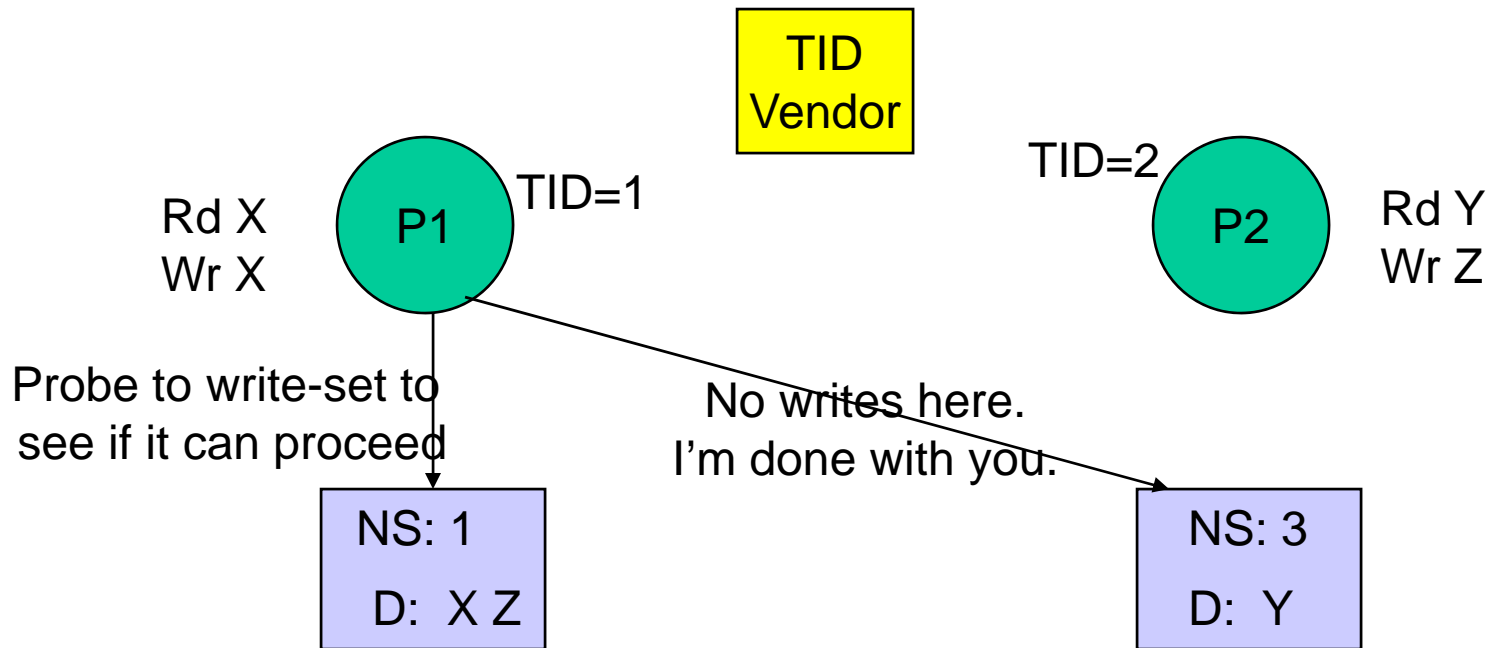 TID
Vendor
TID=1
TID=2
Rd X
Wr X
P1
P2
Rd Y
Wr Z
Probe to write-set to
see if it can proceed
No writes here.
I'm done with you.
NS: 1
D: X Z
NS: 3
D: Y